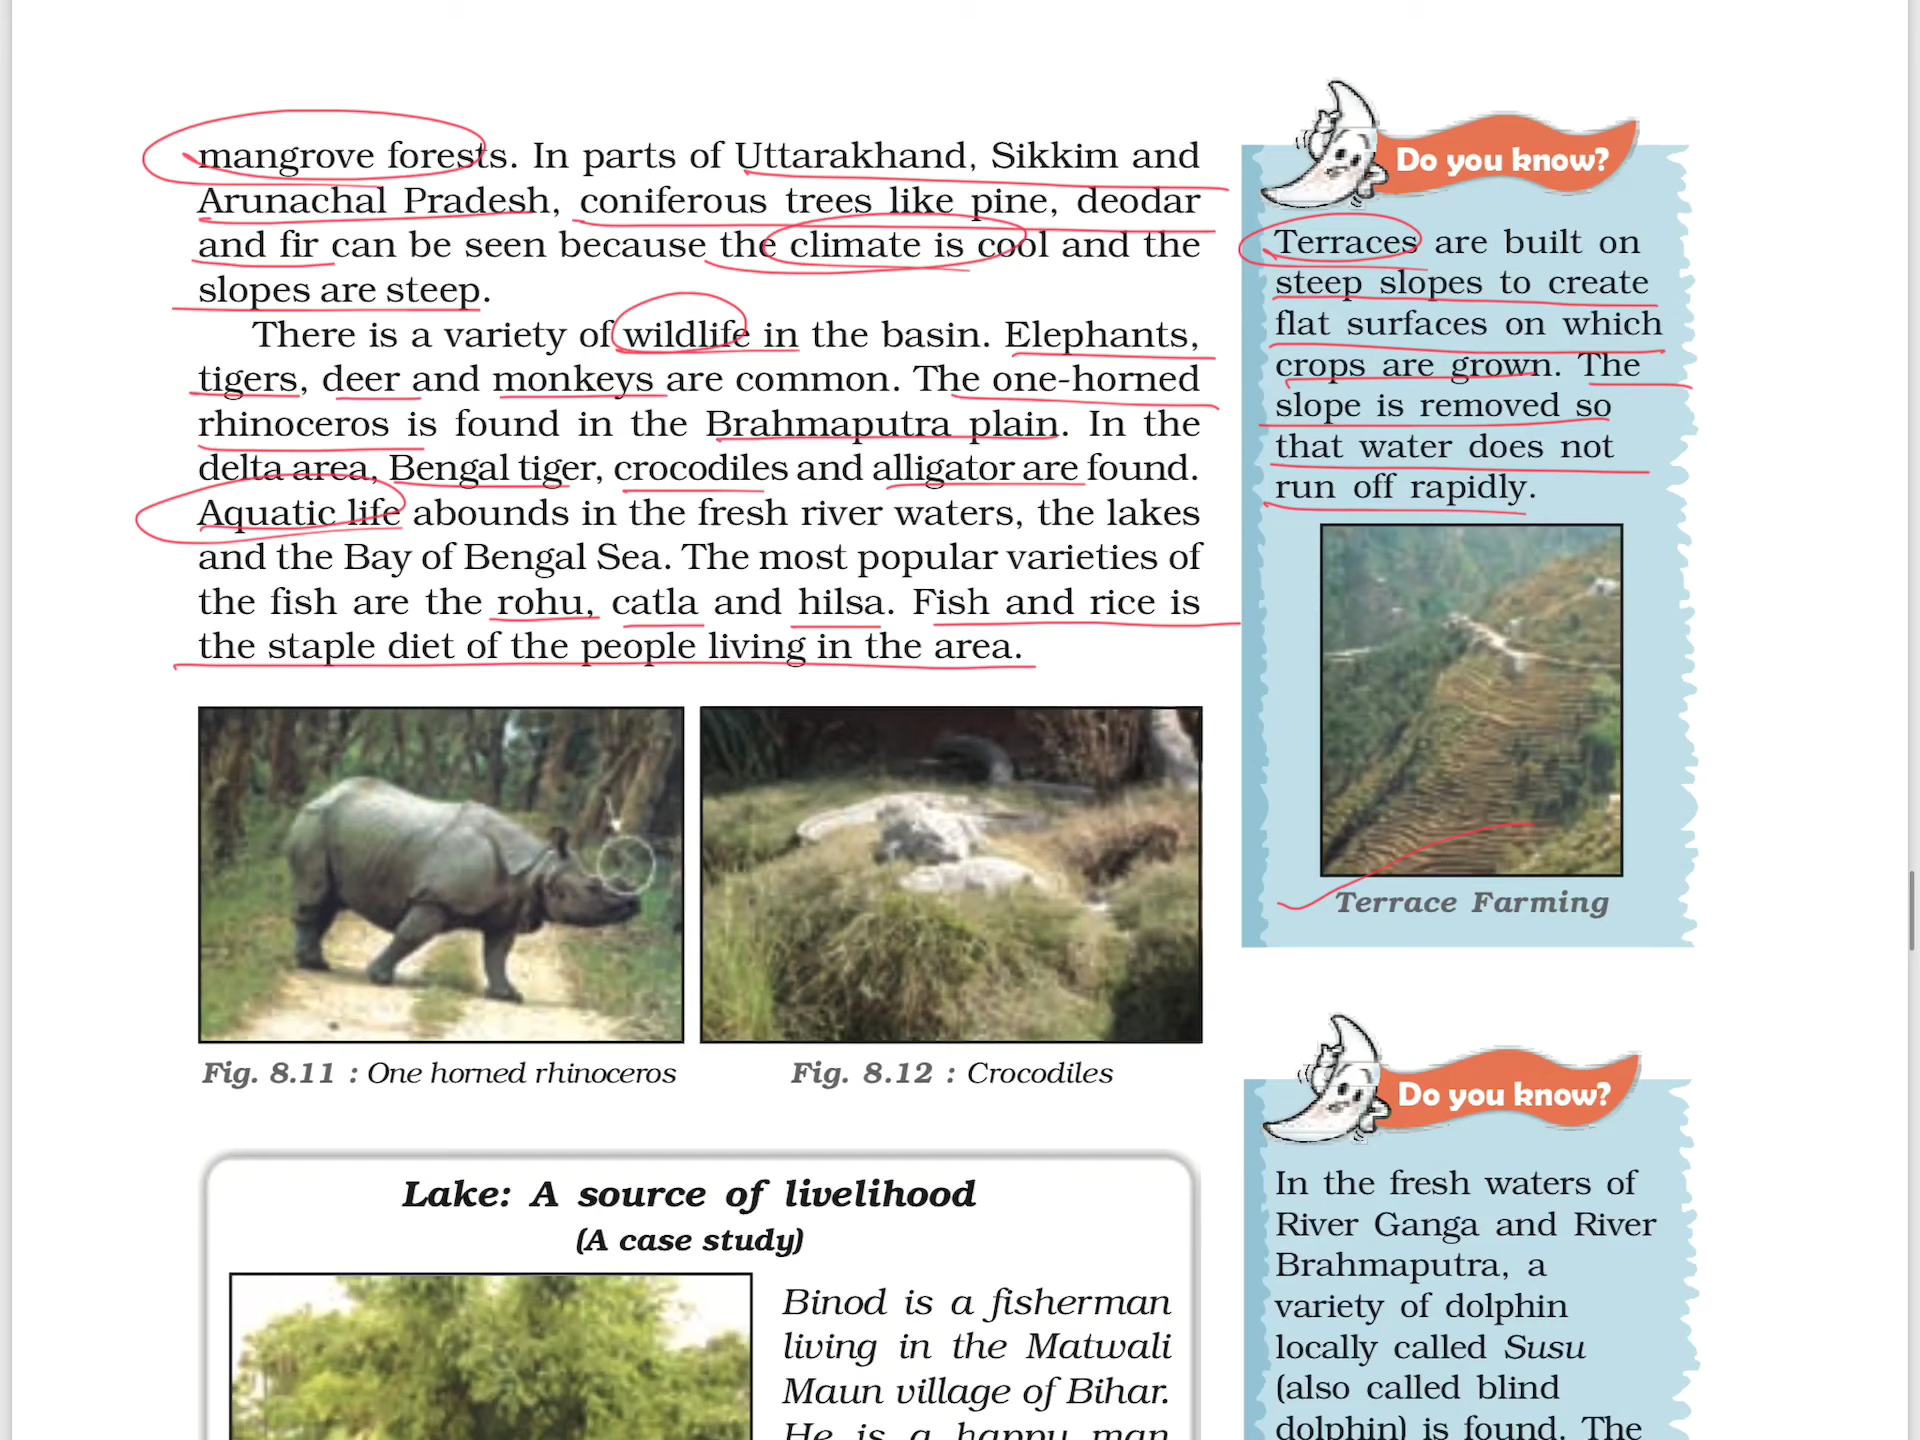 mangrove forests. In parts of Uttarakhand, Sikkim and
Arunachal Pradesh, coniferous trees like pine, deodar
and fir can be seen because the climate is cool and the
slopes are steep.
There is a variety of wildlife in the basin. Elephants,
tigers, deer and monkeys are common. The one-horned
rhinoceros is found in the Brahmaputra plain. In the
delta area, Bengal tiger, crocodiles and alligator are found.
Aquatic life abounds in the fresh river waters, the lakes
and the Bay of Bengal Sea. The most popular varieties of
the fish are the rohu, catla and hilsa. Fish and rice is
the staple diet of the people living in the area.
Fig. 8.11 : One horned rhinoceros
Fig. 8.12 : Crocodiles
Lake: A source of livelihood
(A case study)
Binod is a fisherman
living in the Matwali
Maun village of Bihar.
He is a happy man
Do you know?
Terraces are built on
steep slopes to create
flat surfaces on which
crops are grown. The
slope is removed so
that water does not
run off rapidly.
Terrace Farming
Do you know?
In the fresh waters of
River Ganga and River
Brahmaputra, a
variety of dolphin
locally called Susu
(also called blind
dolphin) is found. The